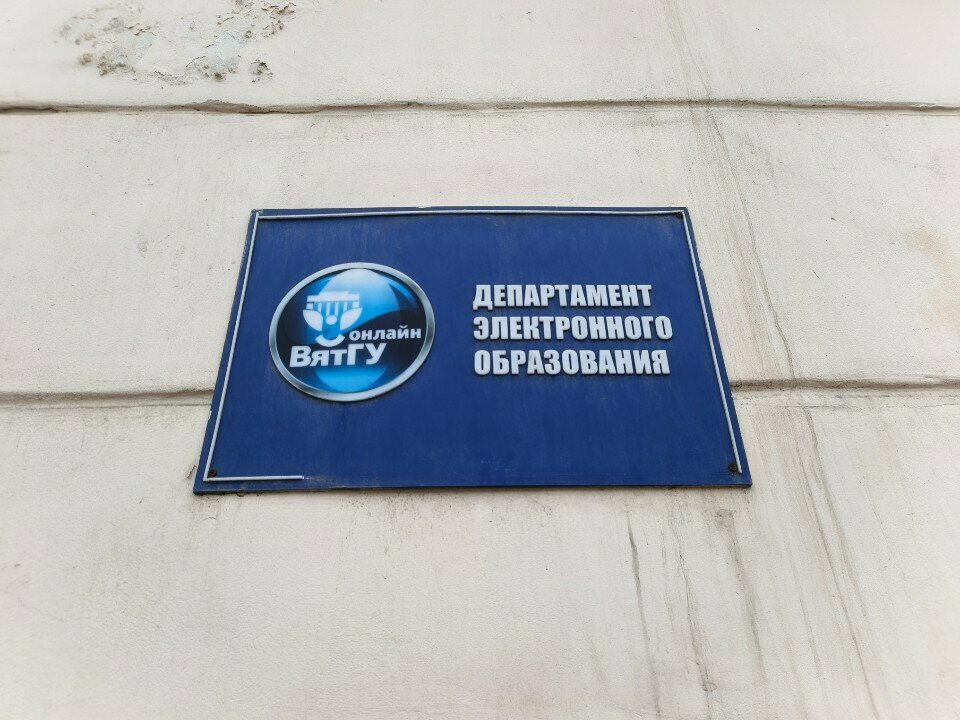 онлайн
ВятГУ
ДЕПАРТАМЕНТ
ЭЛЕКТРОННОГО
ОБРАЗОВАНИЯ